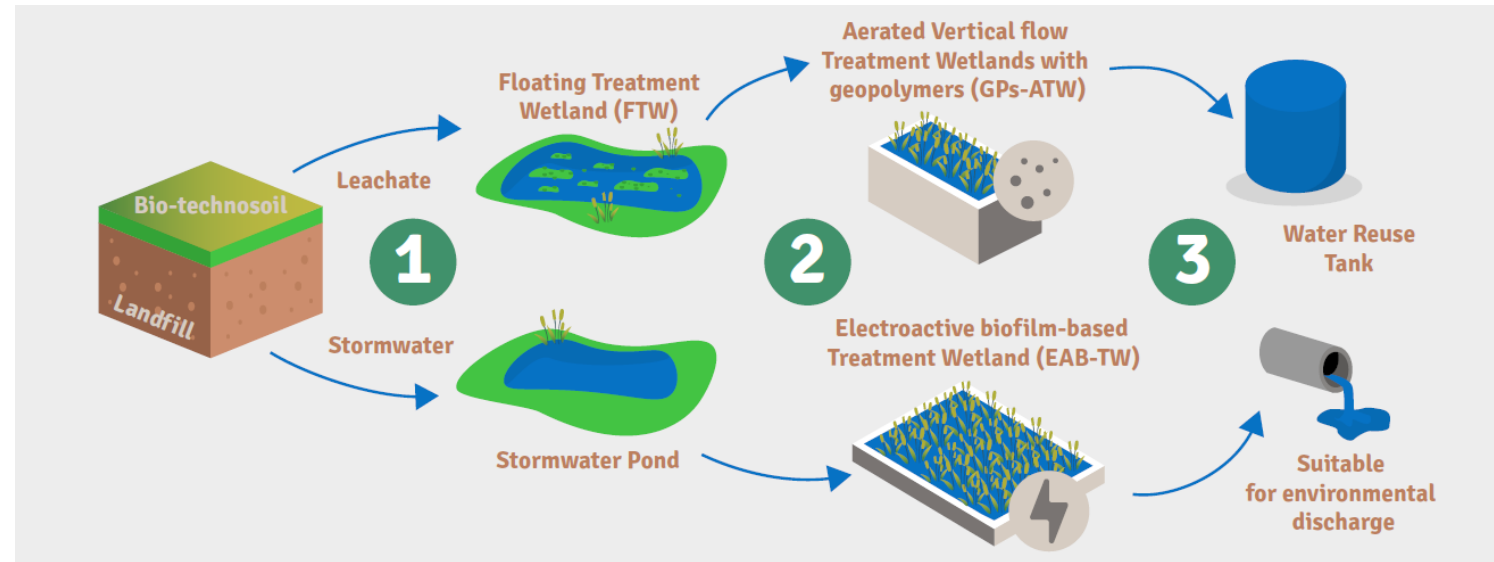 Bio-technosoil
Landfill
1
Leachate
Stormwater
Floating Treatment
Wetland (FTW)
Stormwater Pond
2
Aerated Vertical flow
Treatment Wetlands with
geopolymers (GPs-ATW)
Electroactive biofilm-based
Treatment Wetland (EAB-TW)
3
Water Reuse
Tank
Suitable
for environmental
discharge